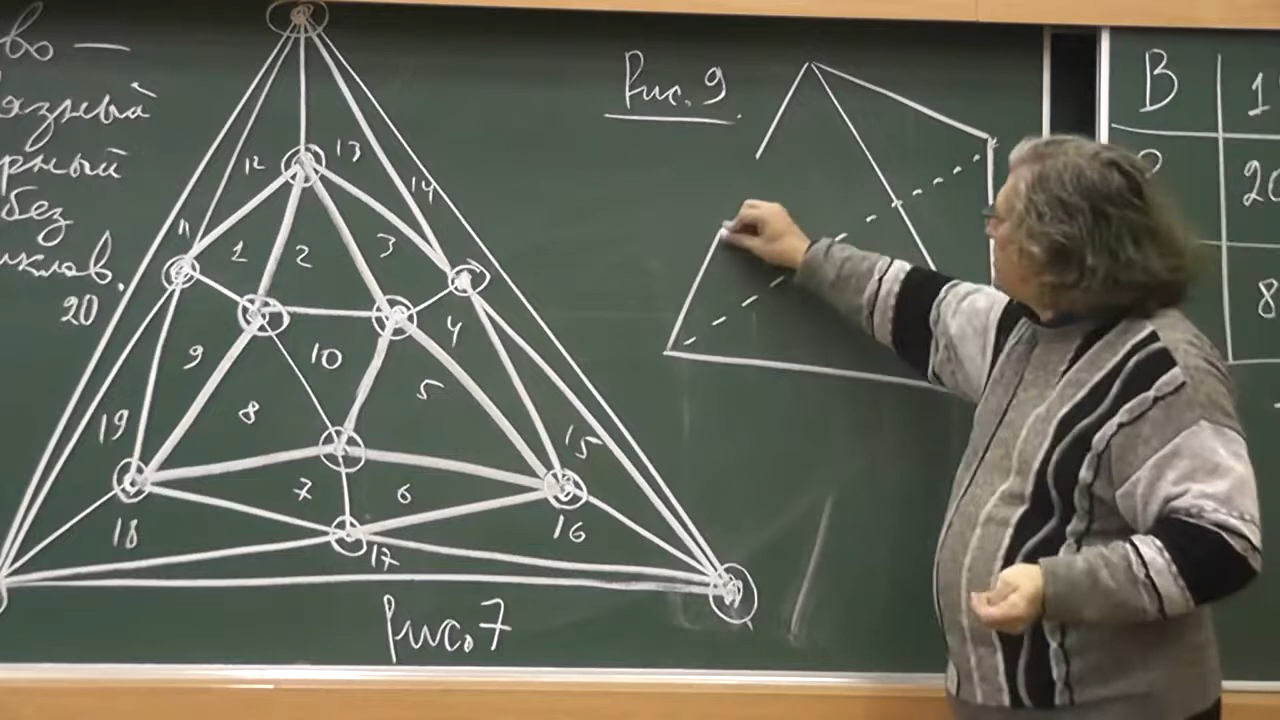 во —
язный
рный
без
клов.
20
12
13
14
11
1
2
3
4
9
10
5
8
19
15
7
6
18
16
17
Рис. 7
Рис. 9
В
1
20
8